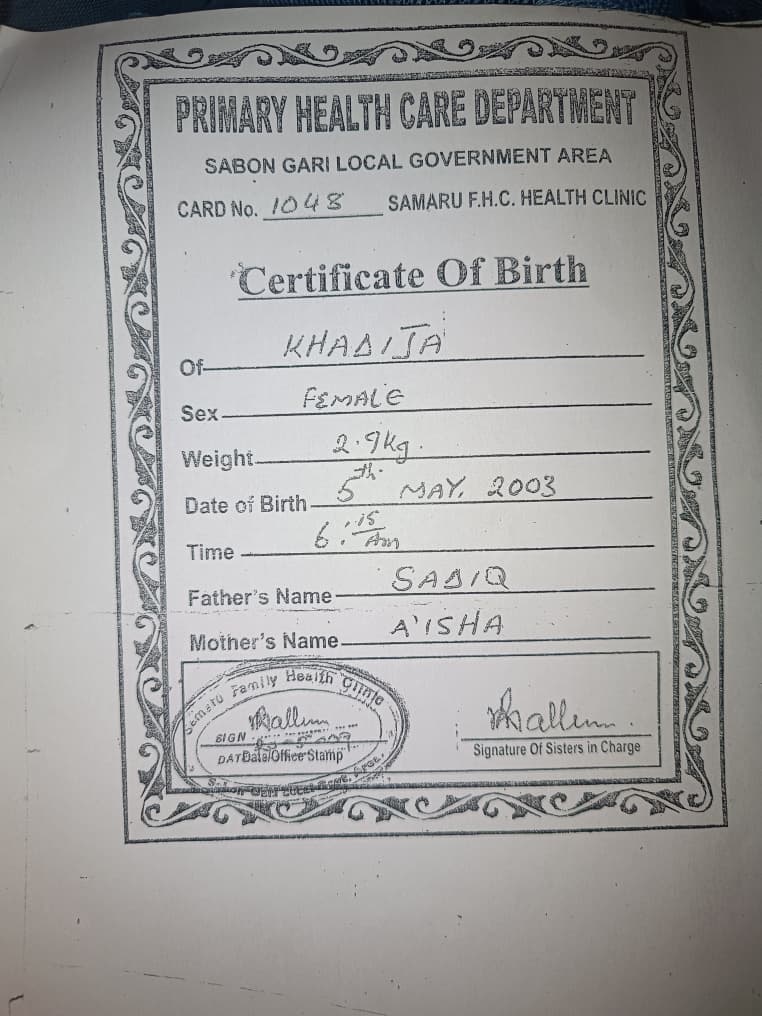 PRIMARY HEALTH CARE DEPARTMENT
SABON GARI LOCAL GOVERNMENT AREA
CARD No. 1048 SAMARU F.H.C. HEALTH CLINIC
Certificate Of Birth
Of KHADIJA
Sex FEMALE
Weight 2.9kg.
Date of Birth 5th. MAY. 2003
Time 6:15 Am
Father's Name SADIQ
Mother's Name A'ISHA
Samaru Family Health Clinic
SIGN
DATE
Date/Office Stamp
Signature Of Sisters in Charge